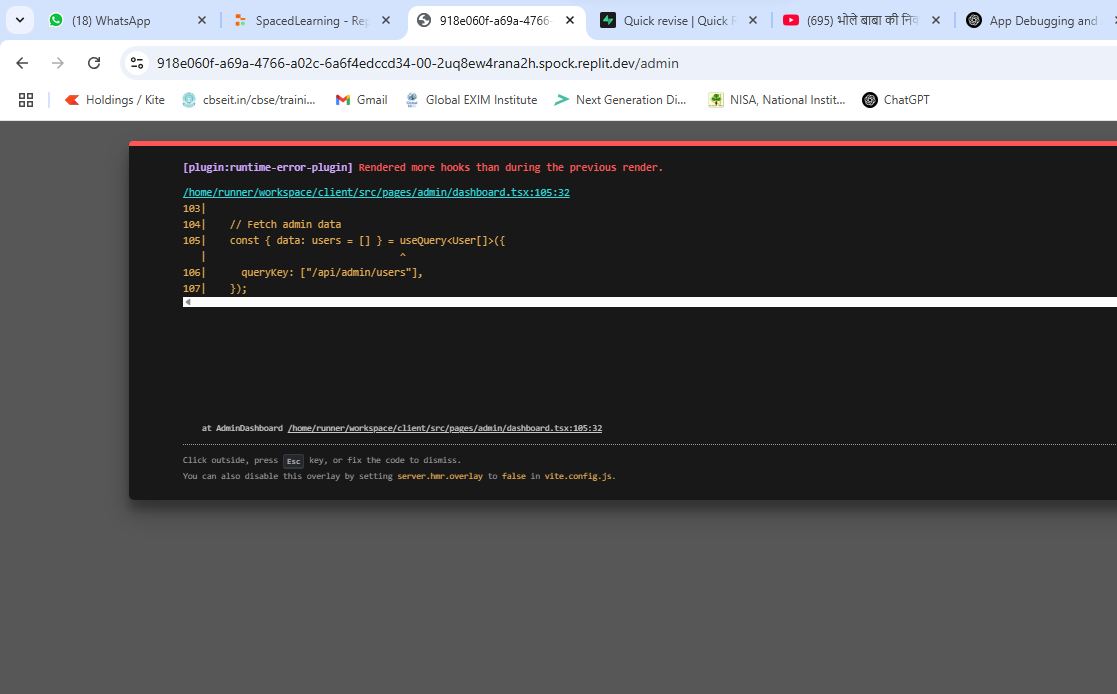 (18) WhatsApp
SpacedLearning - Rep
918e060f-a69a-4766-
Quick revise | Quick R
(695) भोले बाबा की निक
App Debugging and
918e060f-a69a-4766-a02c-6a6f4edccd34-00-2uq8ew4rana2h.spock.replit.dev/admin
Holdings / Kite
cbseit.in/cbse/traini...
Gmail
Global EXIM Institute
Next Generation Di...
NISA, National Instit...
ChatGPT
[plugin:runtime-error-plugin] Rendered more hooks than during the previous render.
/home/runner/workspace/client/src/pages/admin/dashboard.tsx:105:32
103|
104|    // Fetch admin data
105|    const { data: users = [] } = useQuery<User[]>({
   |                                 ^
106|      queryKey: ["/api/admin/users"],
107|    });
at AdminDashboard /home/runner/workspace/client/src/pages/admin/dashboard.tsx:105:32
Click outside, press Esc key, or fix the code to dismiss.
You can also disable this overlay by setting server.hmr.overlay to false in vite.config.js.